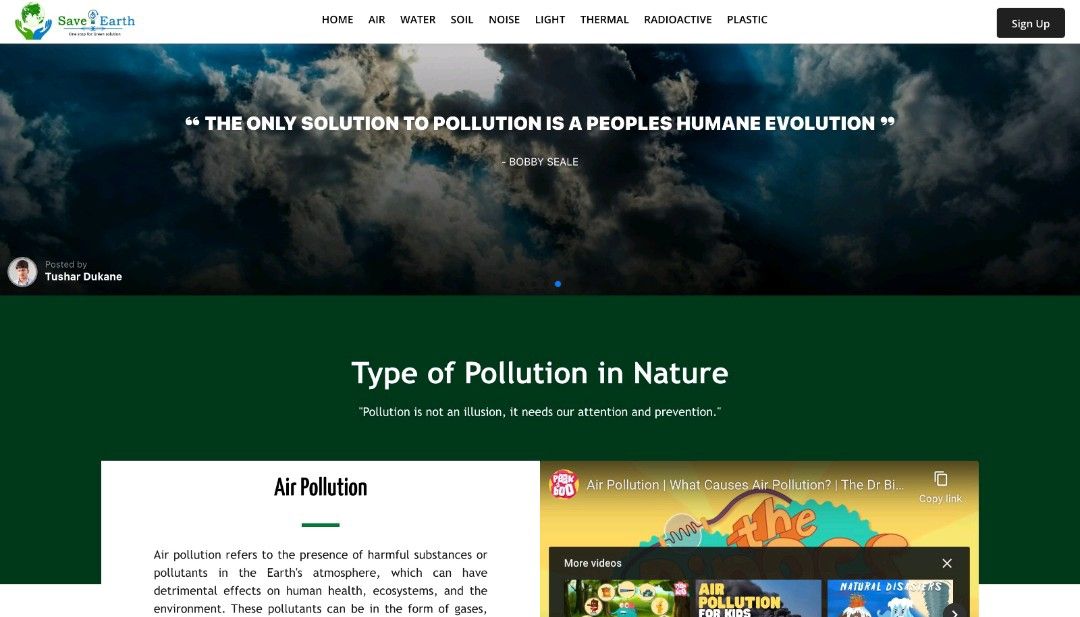 Save Earth
One step for Green solution
HOME AIR WATER SOIL NOISE LIGHT THERMAL RADIOACTIVE PLASTIC
Sign Up
❝ THE ONLY SOLUTION TO POLLUTION IS A PEOPLES HUMANE EVOLUTION ❞
- BOBBY SEALE
Posted by
Tushar Dukane
Type of Pollution in Nature
"Pollution is not an illusion, it needs our attention and prevention."
Air Pollution
Air pollution refers to the presence of harmful substances or
pollutants in the Earth's atmosphere, which can have
detrimental effects on human health, ecosystems, and the
environment. These pollutants can be in the form of gases,
PEEK A BOO
Air Pollution | What Causes Air Pollution? | The Dr Bi...
Copy link
the
More videos
AIR
POLLUTION
FOR KIDS
NATURAL DISASTERS